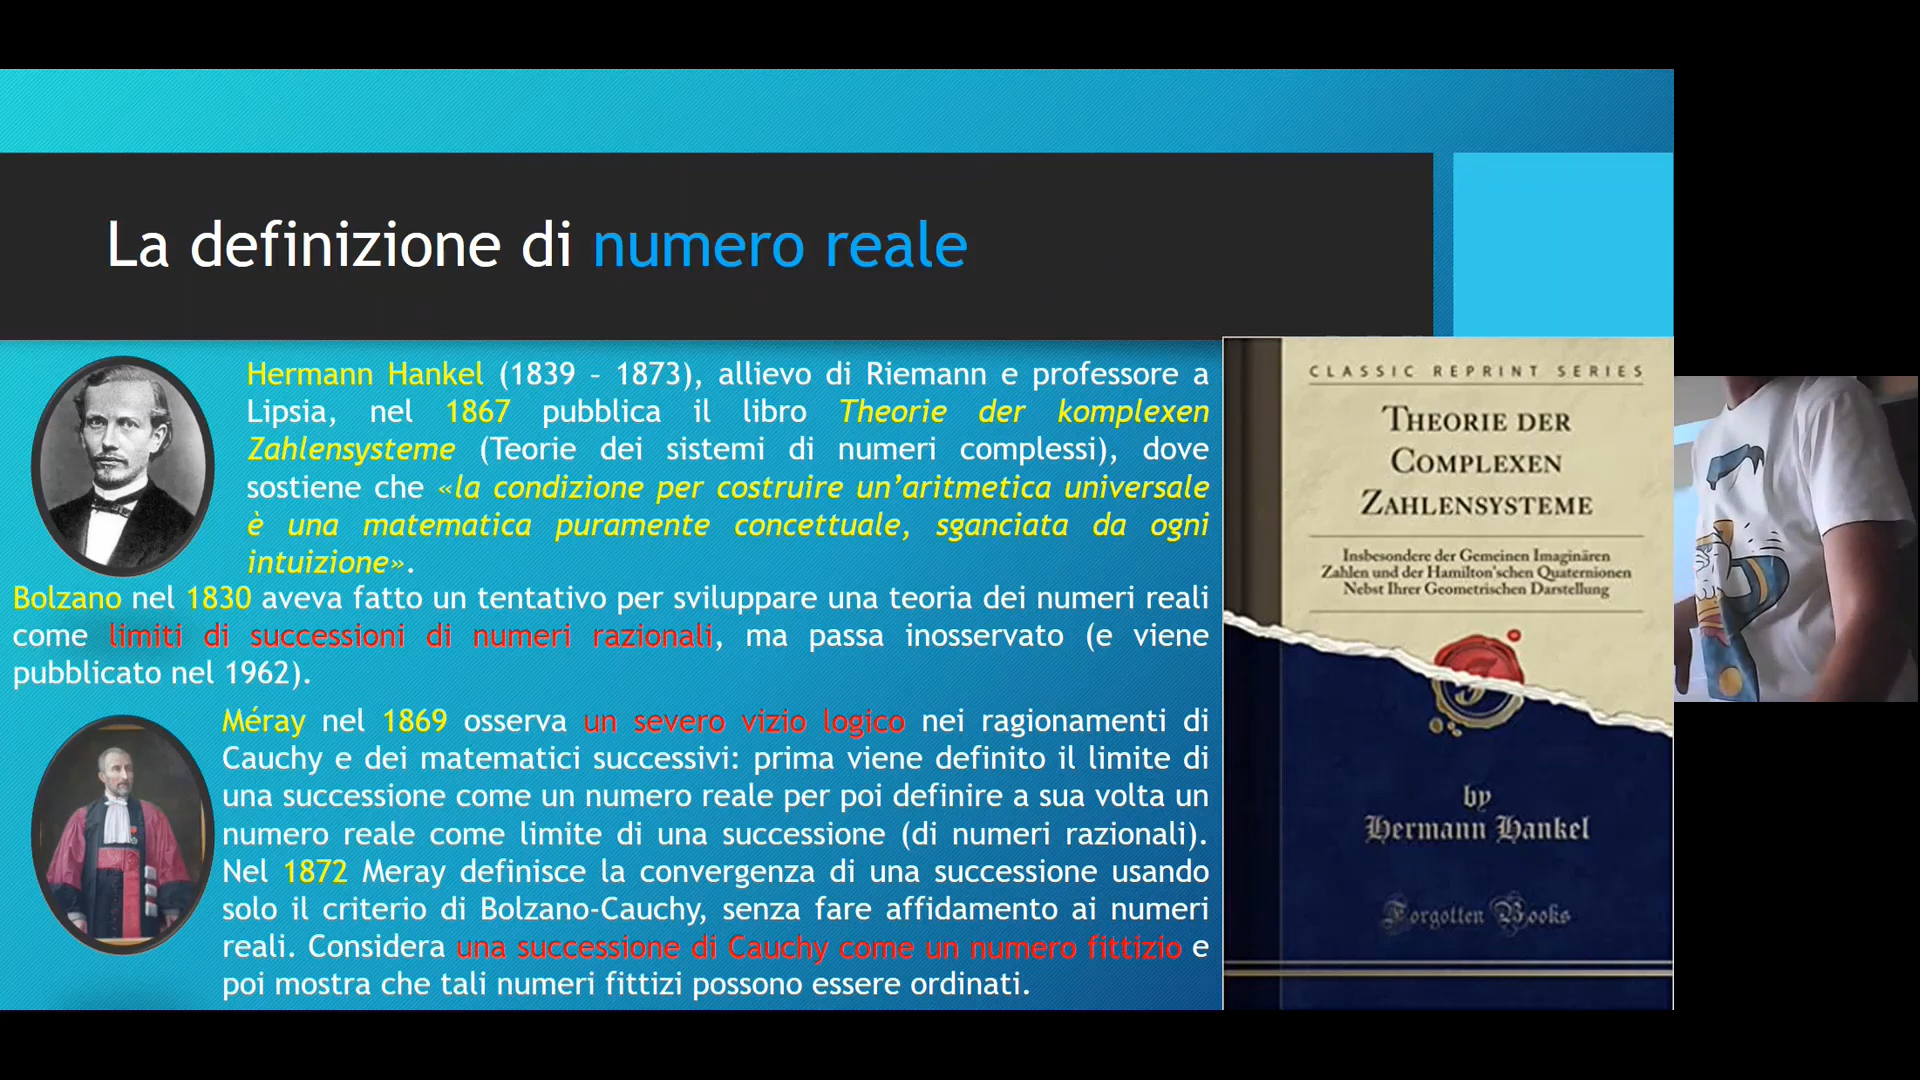 La definizione di numero reale
Hermann Hankel (1839 – 1873), allievo di Riemann e professore a
Lipsia, nel 1867 pubblica il libro Theorie der komplexen
Zahlensysteme (Teorie dei sistemi di numeri complessi), dove
sostiene che «la condizione per costruire un’aritmetica universale
è una matematica puramente concettuale, sganciata da ogni
intuizione».
Bolzano nel 1830 aveva fatto un tentativo per sviluppare una teoria dei numeri reali
come limiti di successioni di numeri razionali, ma passa inosservato (e viene
pubblicato nel 1962).
Méray nel 1869 osserva un severo vizio logico nei ragionamenti di
Cauchy e dei matematici successivi: prima viene definito il limite di
una successione come un numero reale per poi definire a sua volta un
numero reale come limite di una successione (di numeri razionali).
Nel 1872 Meray definisce la convergenza di una successione usando
solo il criterio di Bolzano-Cauchy, senza fare affidamento ai numeri
reali. Considera una successione di Cauchy come un numero fittizio e
poi mostra che tali numeri fittizi possono essere ordinati.
CLASSIC REPRINT SERIES
THEORIE DER
COMPLEXEN
ZAHLENSYSTEME
Insbesondere der Gemeinen Imaginären
Zahlen und der Hamilton'schen Quaternionen
Nebst Ihrer Geometrischen Darstellung
by
Hermann Hankel
Forgotten Books